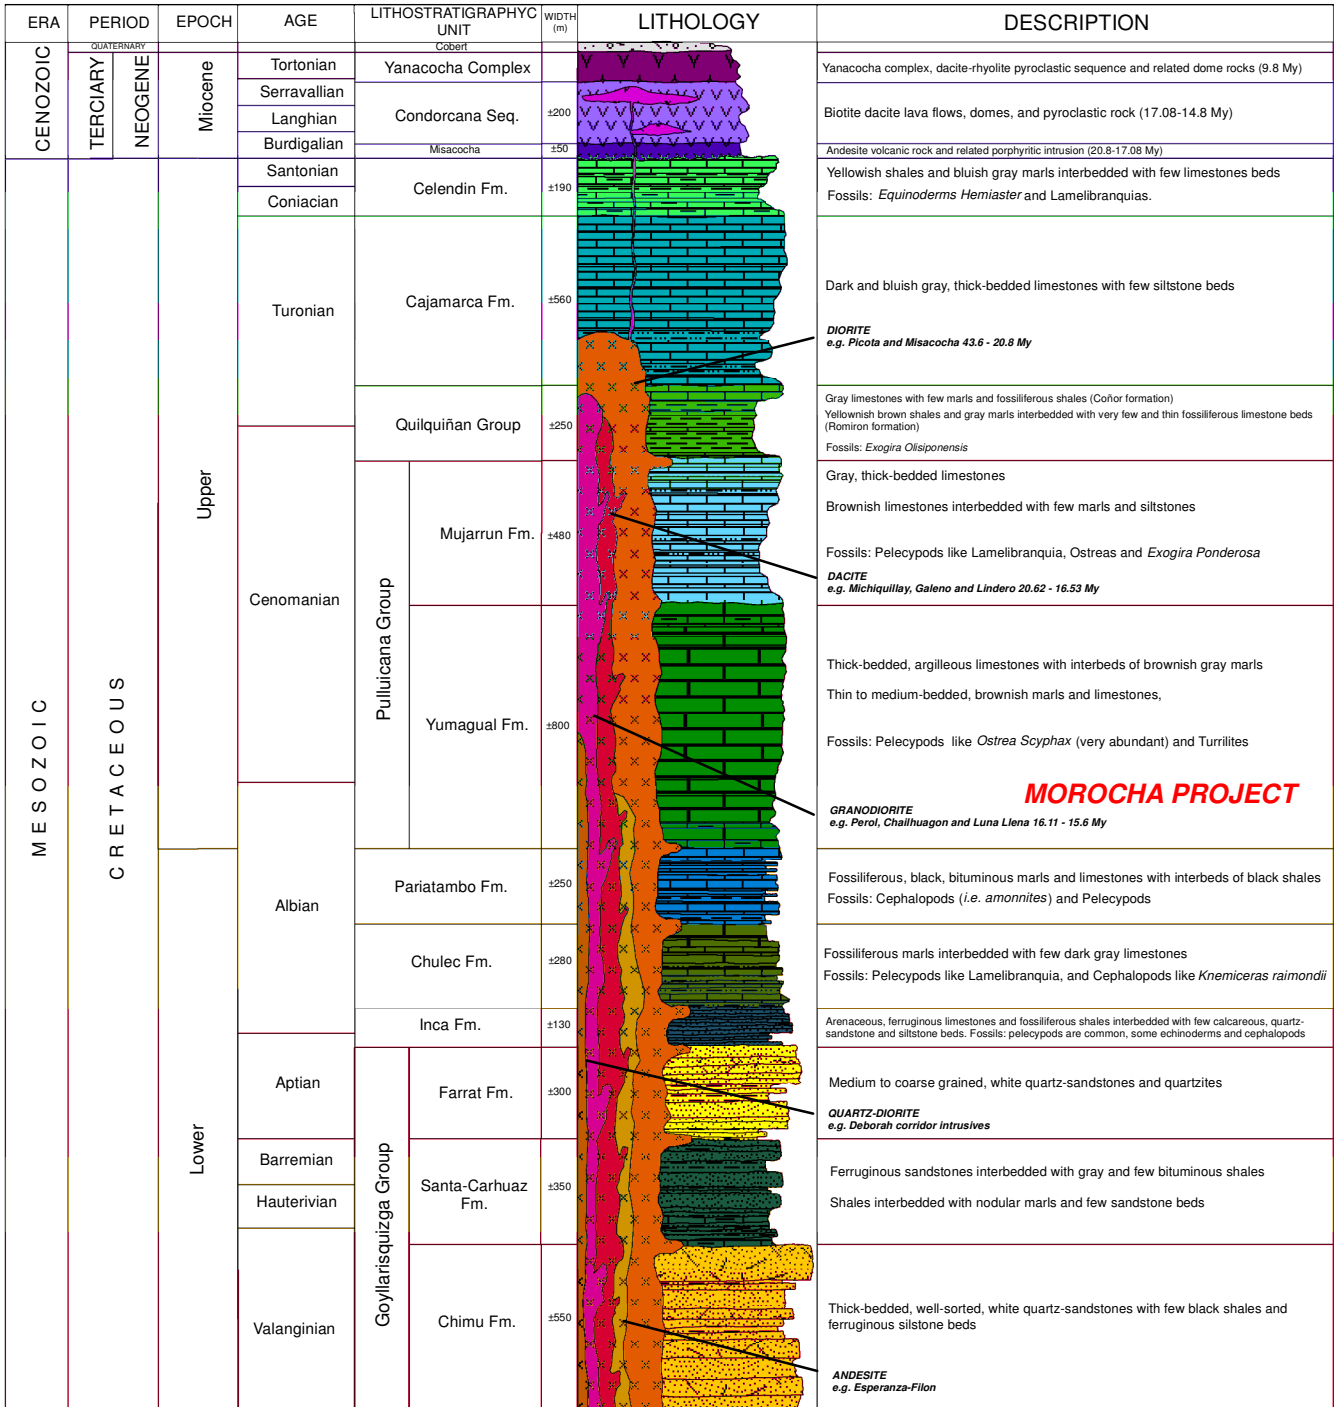 ERA
PERIOD
EPOCH
AGE
LITHOSTRATIGRAPHYC
UNIT
WIDTH
(m)
LITHOLOGY
DESCRIPTION
CENOZOIC
QUATERNARY
TERCIARY
NEOGENE
Miocene
Cobert
Tortonian
Yanacocha Complex
Yanacocha complex, dacite-rhyolite pyroclastic sequence and related dome rocks (9.8 My)
Serravallian
Langhian
Condorcana Seq.
±200
Biotite dacite lava flows, domes, and pyroclastic rock (17.08-14.8 My)
Burdigalian
Misacocha
±50
Andesite volcanic rock and related porphyritic intrusion (20.8-17.08 My)
MESOZOIC
CRETACEOUS
Upper
Santonian
Coniacian
Celendin Fm.
±190
Yellowish shales and bluish gray marls interbedded with few limestones beds
Fossils: Equinoderms Hemiaster and Lamelibranquias.
Turonian
Cajamarca Fm.
±560
Dark and bluish gray, thick-bedded limestones with few siltstone beds
DIORITE
e.g. Picota and Misacocha 43.6 - 20.8 My
Quilquiñan Group
±250
Gray limestones with few marls and fossiliferous shales (Coñor formation)
Yellownish brown shales and gray marls interbedded with very few and thin fossiliferous limestone beds
(Romiron formation)
Fossils: Exogira Olisiponensis
Cenomanian
Pulluicana Group
Mujarrun Fm.
±480
Gray, thick-bedded limestones
Brownish limestones interbedded with few marls and siltstones
Fossils: Pelecypods like Lamelibranquia, Ostreas and Exogira Ponderosa
DACITE
e.g. Michiquillay, Galeno and Lindero 20.62 - 16.53 My
Yumagual Fm.
±800
Thick-bedded, argilleous limestones with interbeds of brownish gray marls
Thin to medium-bedded, brownish marls and limestones,
Fossils: Pelecypods like Ostrea Scyphax (very abundant) and Turrilites
MOROCHA PROJECT
GRANODIORITE
e.g. Perol, Chailhuagon and Luna Llena 16.11 - 15.6 My
Albian
Pariatambo Fm.
±250
Fossiliferous, black, bituminous marls and limestones with interbeds of black shales
Fossils: Cephalopods (i.e. amonnites) and Pelecypods
Chulec Fm.
±280
Fossiliferous marls interbedded with few dark gray limestones
Fossils: Pelecypods like Lamelibranquia, and Cephalopods like Knemiceras raimondii
Inca Fm.
±130
Arenaceous, ferruginous limestones and fossiliferous shales interbedded with few calcareous, quartz-
sandstone and siltstone beds. Fossils: pelecypods are common, some echinoderms and cephalopods
Lower
Aptian
Goyllarisquizga Group
Farrat Fm.
±300
Medium to coarse grained, white quartz-sandstones and quartzites
QUARTZ-DIORITE
e.g. Deborah corridor intrusives
Barremian
Hauterivian
Santa-Carhuaz
Fm.
±350
Ferruginous sandstones interbedded with gray and few bituminous shales
Shales interbedded with nodular marls and few sandstone beds
Valanginian
Chimu Fm.
±550
Thick-bedded, well-sorted, white quartz-sandstones with few black shales and
ferruginous silstone beds
ANDESITE
e.g. Esperanza-Filon